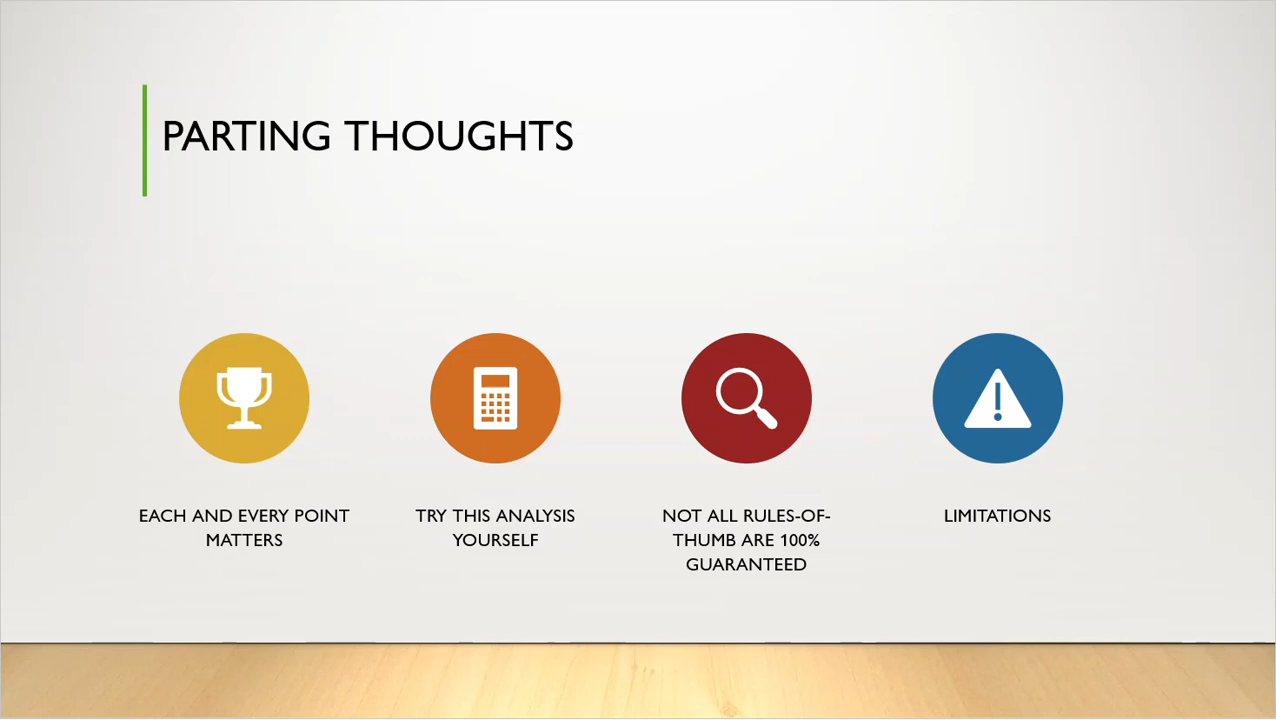 PARTING THOUGHTS
EACH AND EVERY POINT
MATTERS
TRY THIS ANALYSIS
YOURSELF
NOT ALL RULES-OF-
THUMB ARE 100%
GUARANTEED
LIMITATIONS